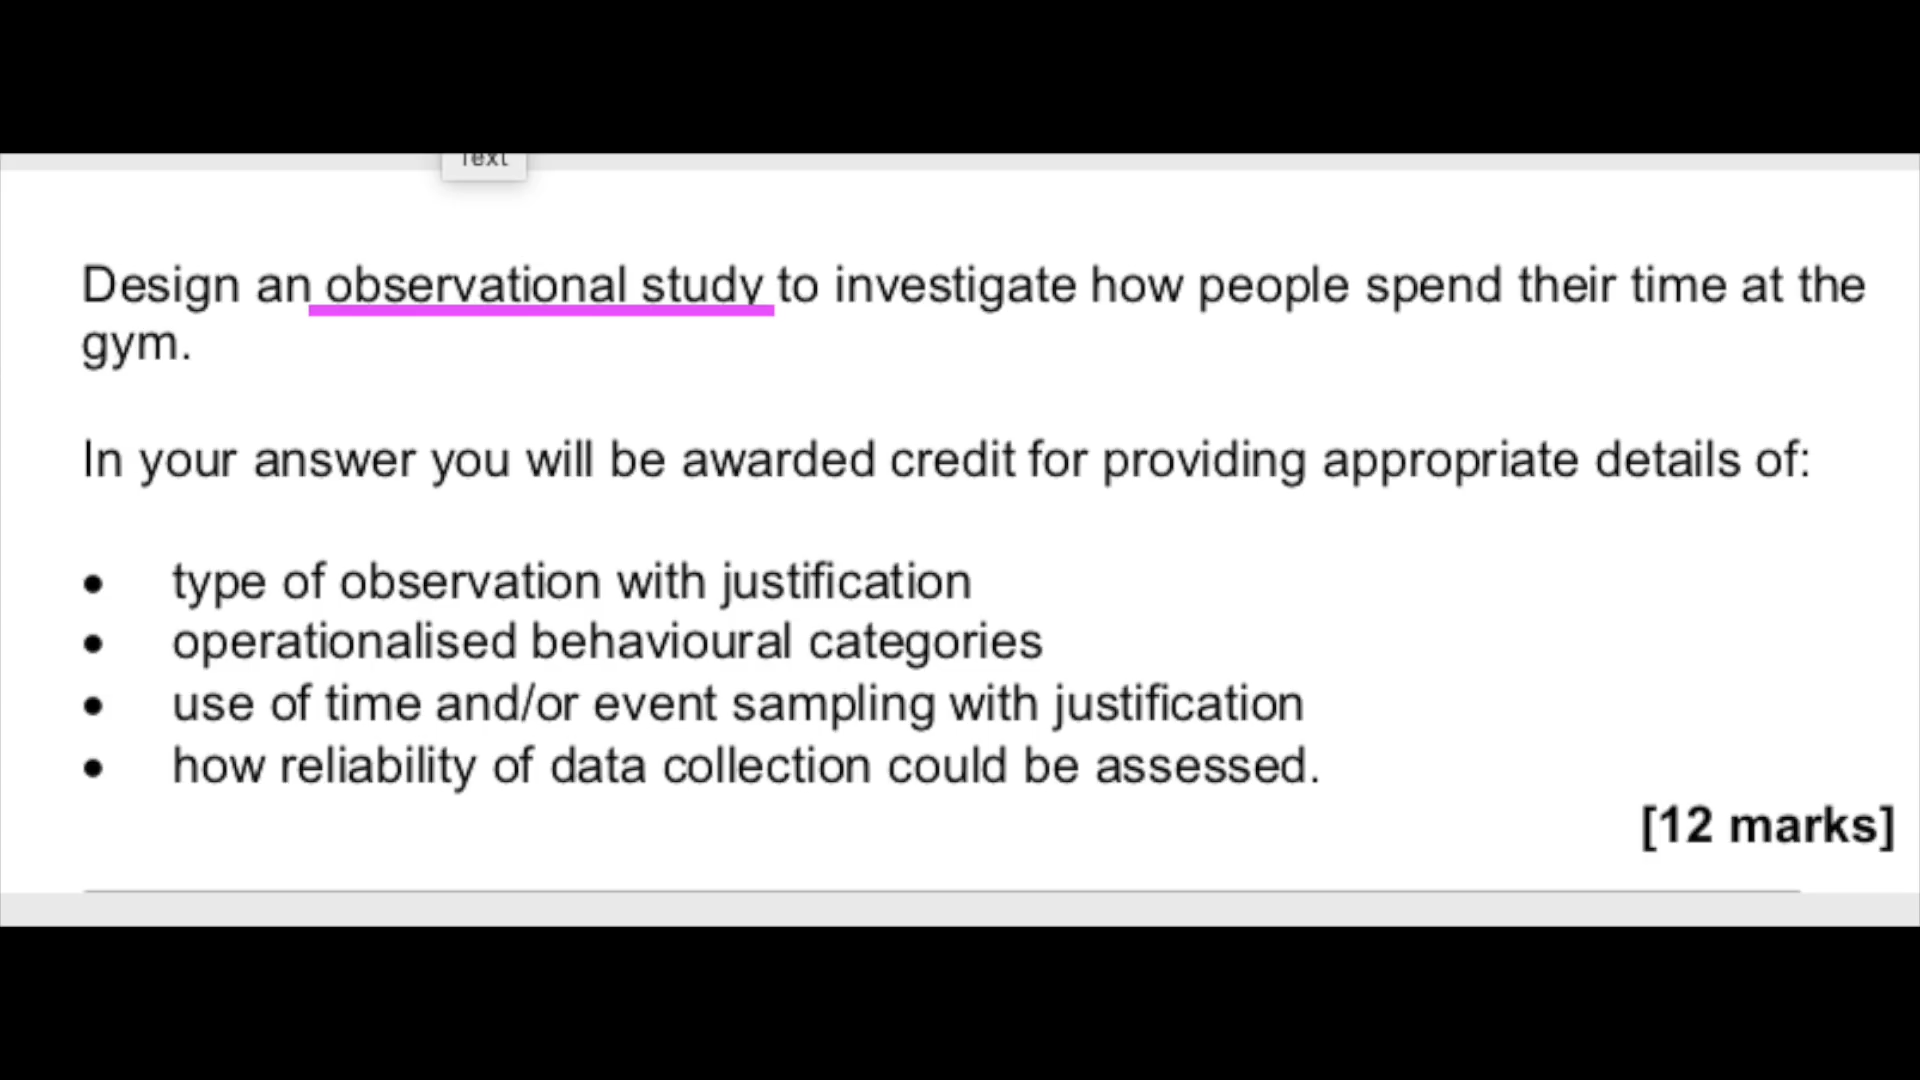 Text
Design an observational study to investigate how people spend their time at the
gym.
In your answer you will be awarded credit for providing appropriate details of:
• type of observation with justification
• operationalised behavioural categories
• use of time and/or event sampling with justification
• how reliability of data collection could be assessed.
[12 marks]